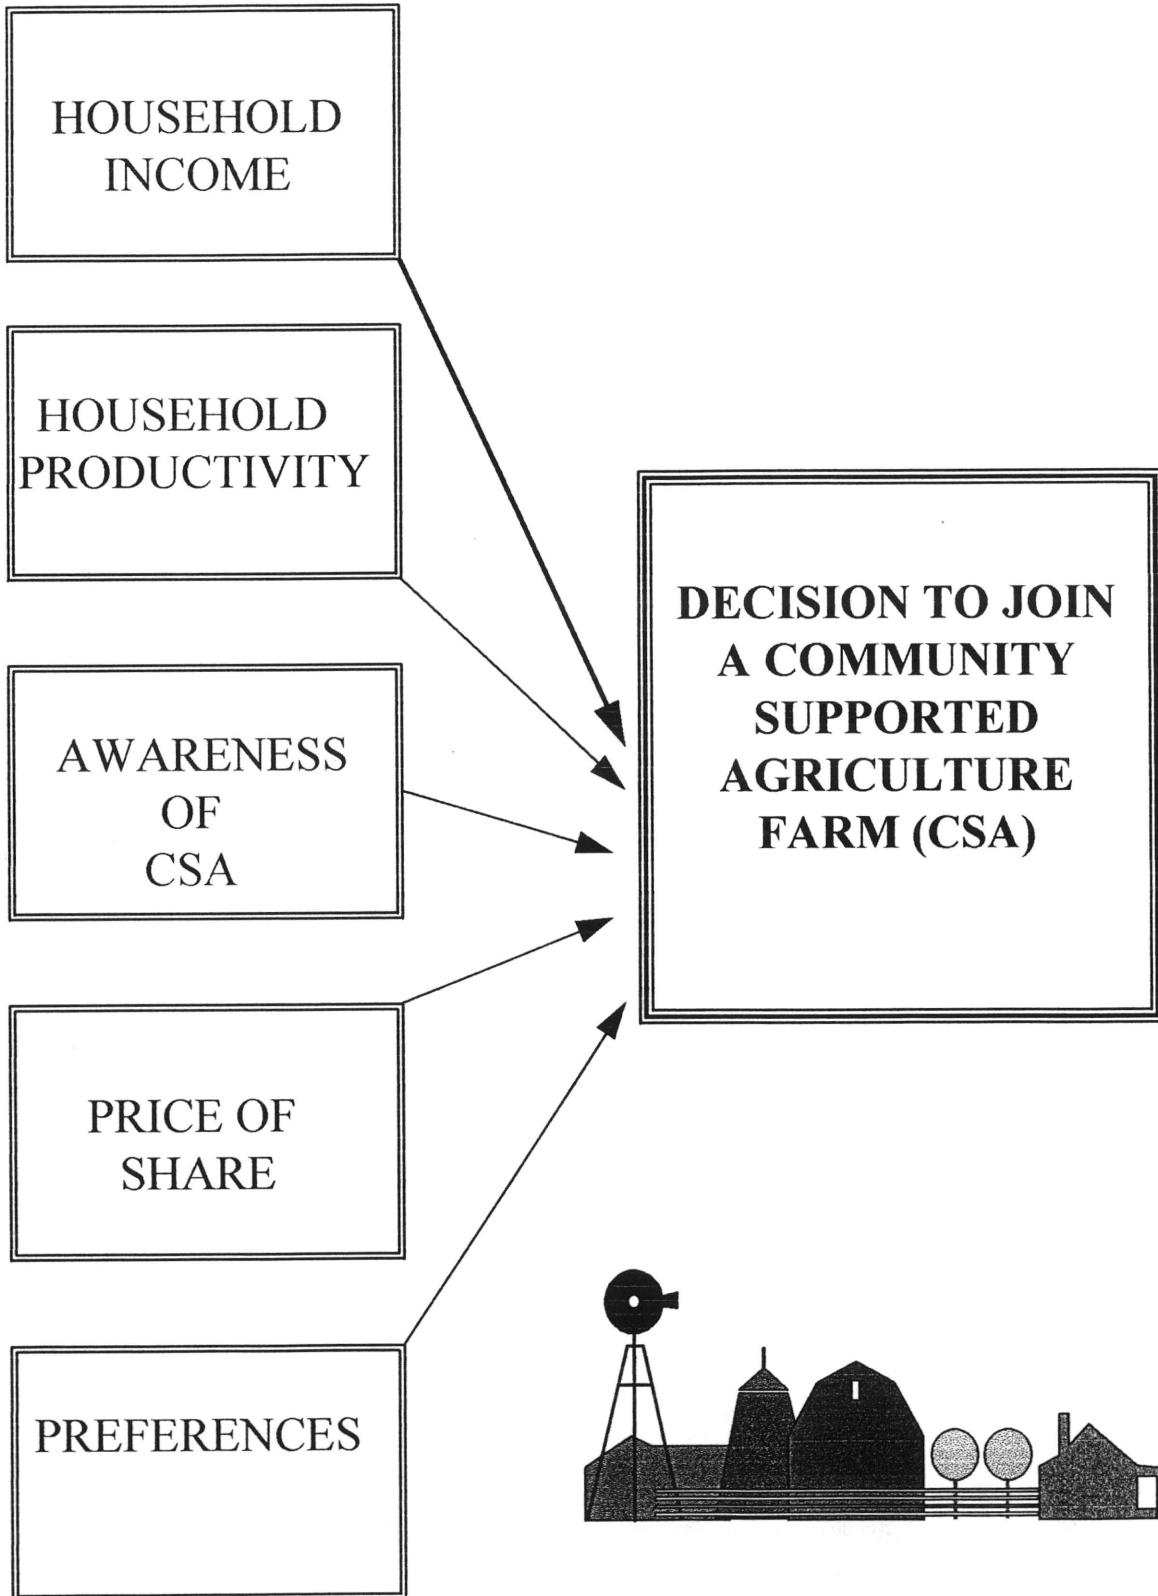 HOUSEHOLD
INCOME
HOUSEHOLD
PRODUCTIVITY
AWARENESS
OF
CSA
PRICE OF
SHARE
PREFERENCES
DECISION TO JOIN
A COMMUNITY
SUPPORTED
AGRICULTURE
FARM (CSA)